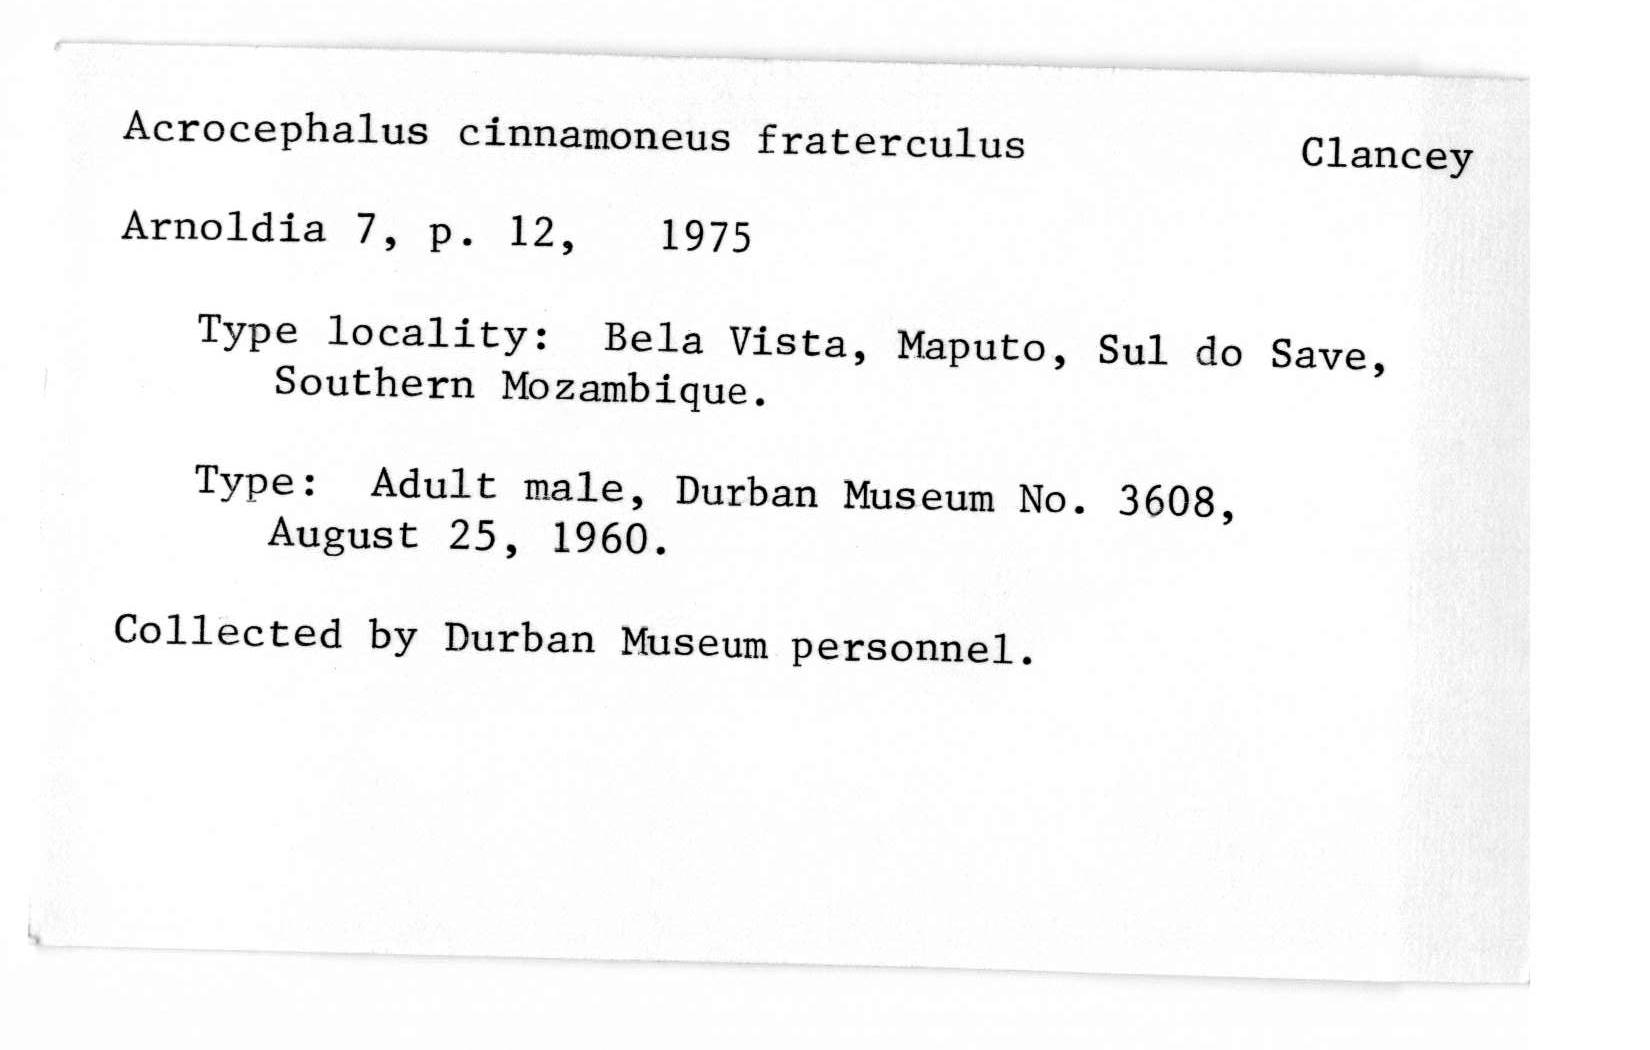 Acrocephalus cinnamoneus fraterculus Clancey
Arnoldia 7, p. 12, 1975
Type locality: Bela Vista, Maputo, Sul do Save,
Southern Mozambique.
Type: Adult male, Durban Museum No. 3608,
August 25, 1960.
Collected by Durban Museum personnel.